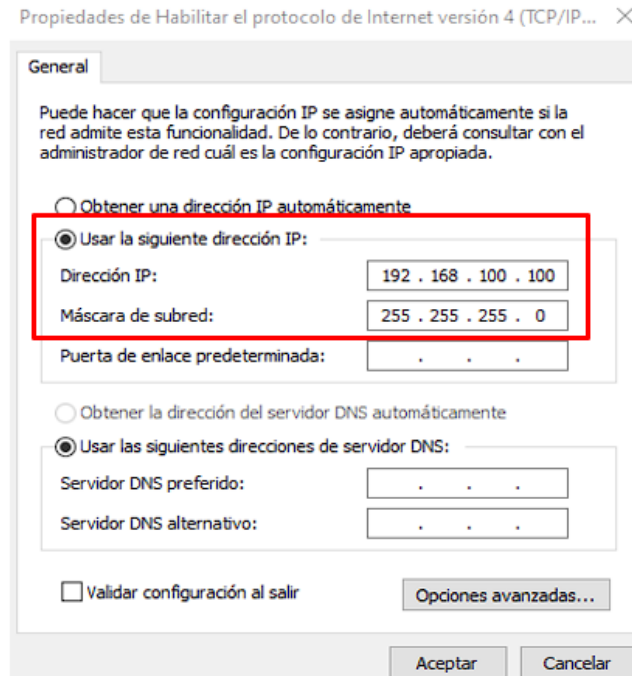 Propiedades de Habilitar el protocolo de Internet versión 4 (TCP/IP...
General
Puede hacer que la configuración IP se asigne automáticamente si la
red admite esta funcionalidad. De lo contrario, deberá consultar con el
administrador de red cuál es la configuración IP apropiada.
Obtener una dirección IP automáticamente
Usar la siguiente dirección IP:
Dirección IP: 192 . 168 . 100 . 100
Máscara de subred: 255 . 255 . 255 . 0
Puerta de enlace predeterminada: . . .
Obtener la dirección del servidor DNS automáticamente
Usar las siguientes direcciones de servidor DNS:
Servidor DNS preferido: . . .
Servidor DNS alternativo: . . .
Validar configuración al salir Opciones avanzadas...
Aceptar Cancelar